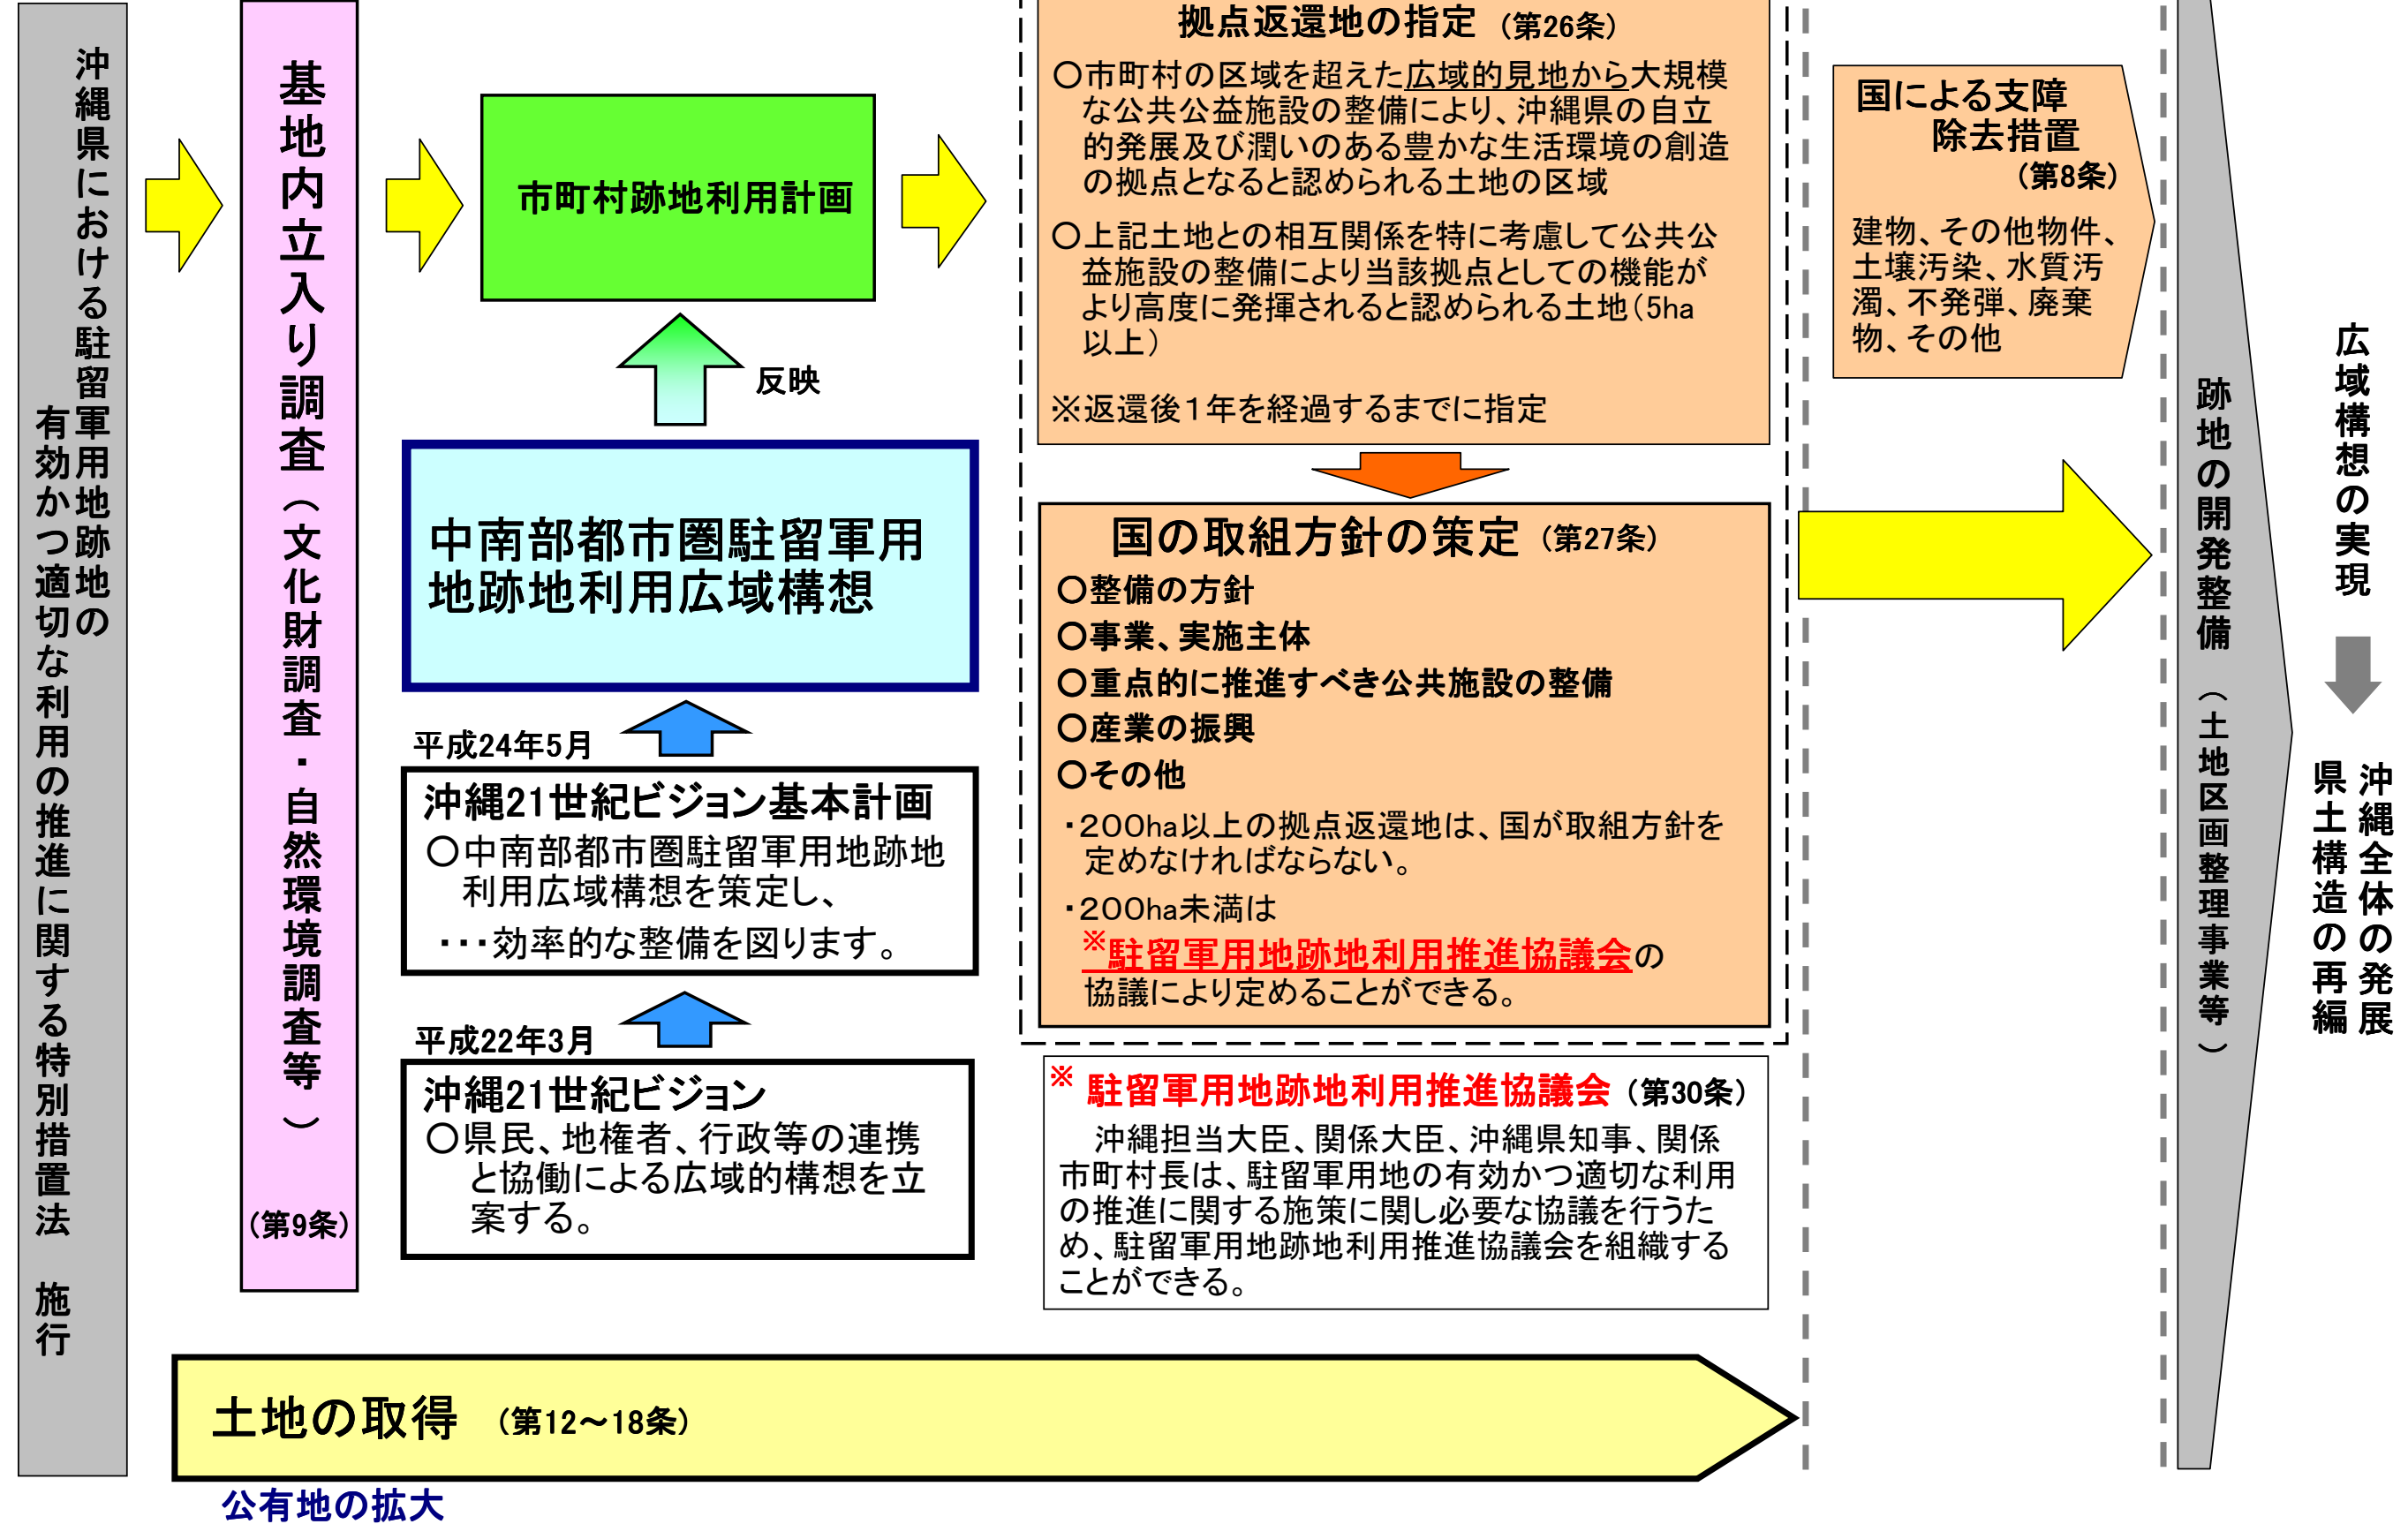 沖縄県における駐留軍用地跡地の
有効かつ適切な利用の推進に関する特別措置法　施行
基地内立入り調査（文化財調査・自然環境調査等）
（第9条）
市町村跡地利用計画
反映
中南部都市圏駐留軍用
地跡地利用広域構想
平成24年5月
沖縄21世紀ビジョン基本計画
○中南部都市圏駐留軍用地跡地
利用広域構想を策定し、
・・・効率的な整備を図ります。
平成22年3月
沖縄21世紀ビジョン
○県民、地権者、行政等の連携
と協働による広域的構想を立
案する。
拠点返還地の指定（第26条）
○市町村の区域を超えた広域的見地から大規模
な公共公益施設の整備により、沖縄県の自立
的発展及び潤いのある豊かな生活環境の創造
の拠点となると認められる土地の区域
○上記土地との相互関係を特に考慮して公共公
益施設の整備により当該拠点としての機能が
より高度に発揮されると認められる土地（5ha
以上）
※返還後１年を経過するまでに指定
国の取組方針の策定（第27条）
○整備の方針
○事業、実施主体
○重点的に推進すべき公共施設の整備
○産業の振興
○その他
・200ha以上の拠点返還地は、国が取組方針を
定めなければならない。
・200ha未満は
※駐留軍用地跡地利用推進協議会の
協議により定めることができる。
※駐留軍用地跡地利用推進協議会（第30条）
沖縄担当大臣、関係大臣、沖縄県知事、関係
市町村長は、駐留軍用地の有効かつ適切な利用
の推進に関する施策に関し必要な協議を行うた
め、駐留軍用地跡地利用推進協議会を組織する
ことができる。
国による支障
除去措置
（第8条）
建物、その他物件、
土壌汚染、水質汚
濁、不発弾、廃棄
物、その他
跡地の開発整備（土地区画整理事業等）
広域構想の実現
沖縄全体の発展
県土構造の再編
土地の取得（第12～18条）
公有地の拡大